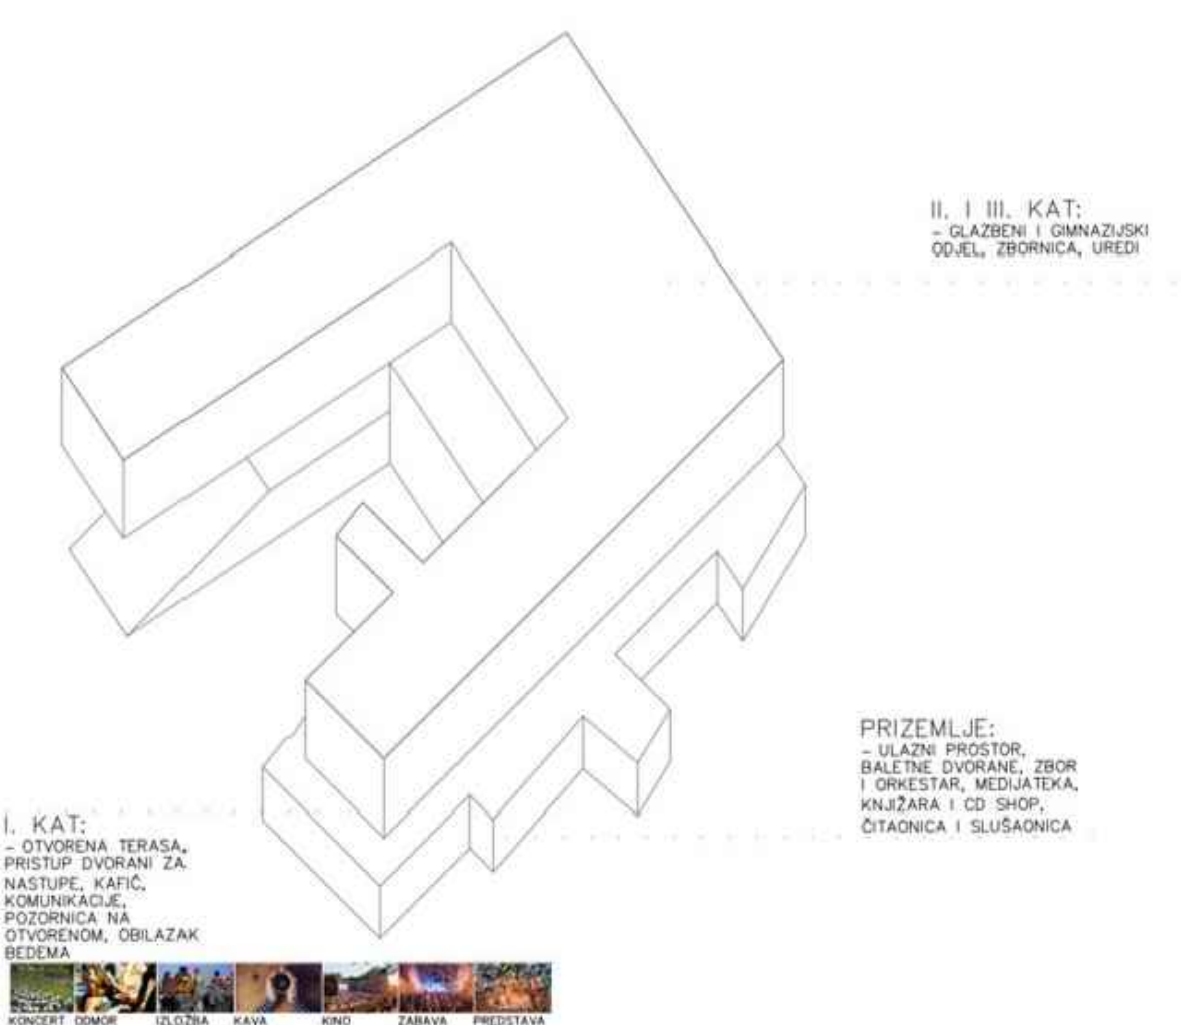 II. I III. KAT:
- GLAZBENI I GIMNAZIJSKI
ODJEL, ZBORNICA, UREDI
PRIZEMLJE:
- ULAZNI PROSTOR,
BALETNE DVORANE, ZBOR
I ORKESTAR, MEDIJATEKA,
KNJIŽARA I CD SHOP,
ČITAONICA I SLUŠAONICA
I. KAT:
- OTVORENA TERASA,
PRISTUP DVORANI ZA
NASTUPE, KAFIĆ,
KOMUNIKACIJE,
POZORNICA NA
OTVORENOM, OBILAZAK
BEDEMA
KONCERT ODMOR IZLOŽBA KAVA KINO ZABAVA PREDSTAVA